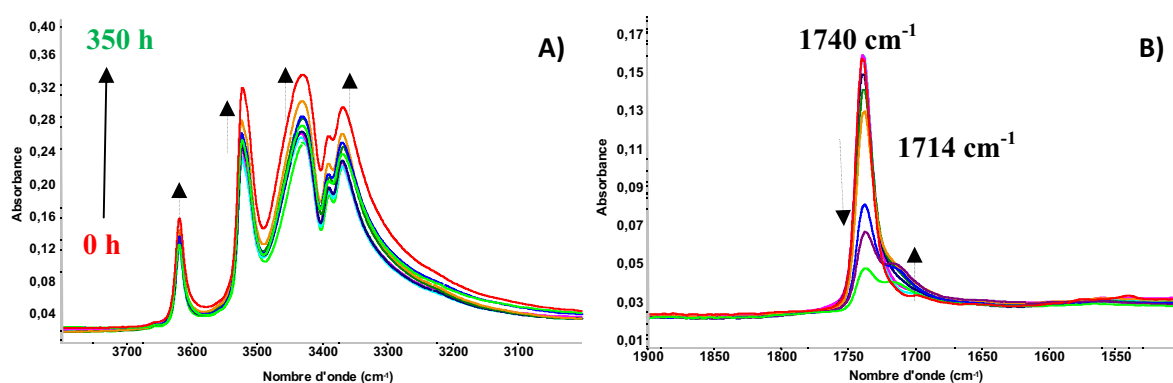 350 h
0 h
A)
Absorbance
0,40
0,36
0,32
0,28
0,24
0,20
0,16
0,12
0,08
0,04
3700 3600 3500 3400 3300 3200 3100
Nombre d'onde (cm-1)
B)
1740 cm-1
1714 cm-1
Absorbance
0,17
0,15
0,13
0,11
0,09
0,07
0,05
0,03
0,01
1900 1850 1800 1750 1700 1650 1600 1550
Nombre d'onde (cm-1)